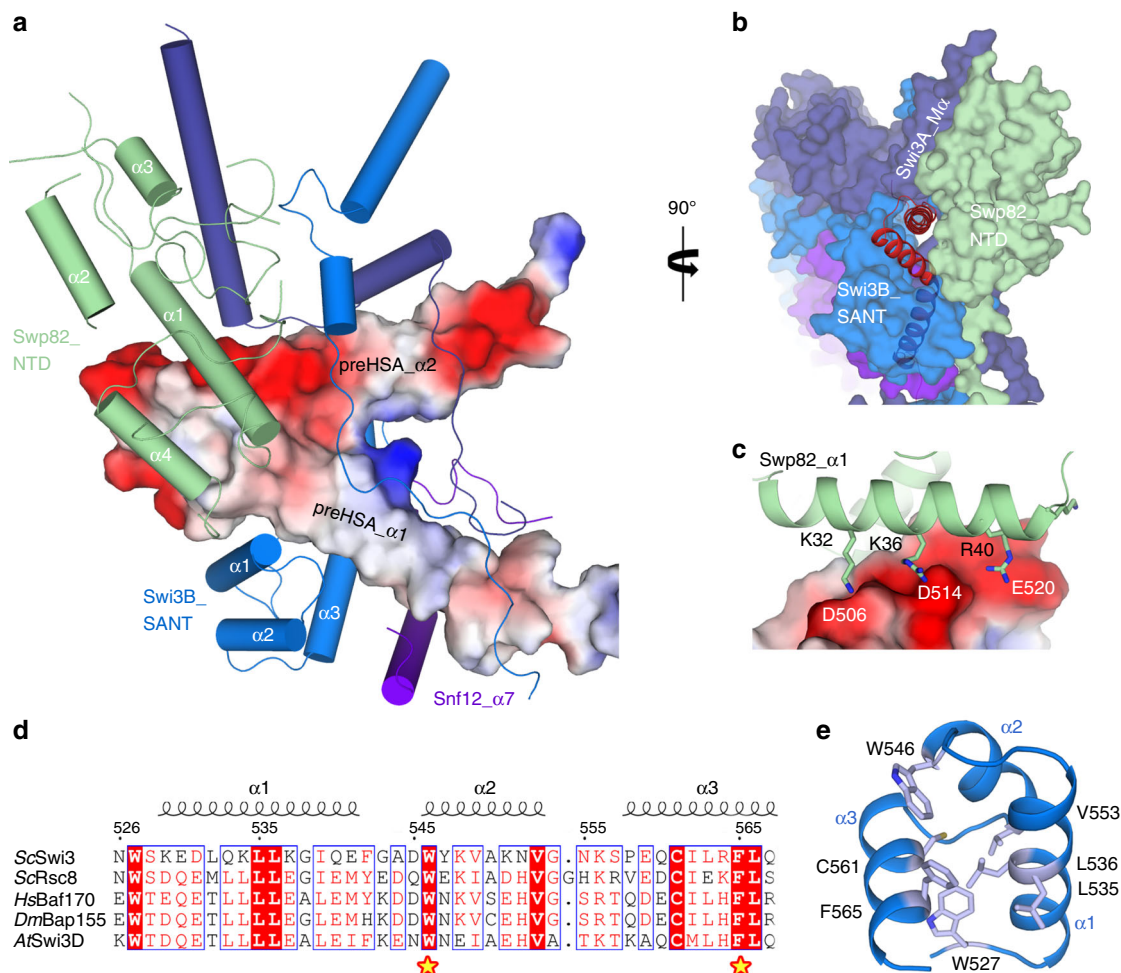 a
α3
α2
α1
Swp82_
NTD
α4
preHSA_α2
preHSA_α1
α1
Swi3B_
SANT
α2
α3
Snf12_α7
90°
b
Swi3A_Mα
Swp82_
NTD
Swi3B_
SANT
c
Swp82_α1
K32
K36
R40
D506
D514
E520
d
α1 α2 α3
526 535 545 555 565
ScSwi3 NWSKEDLQKLLKGIQEFGADWYKVAKNVG.NKSPEQCILRFLQ
ScRsc8 EWSDQEMLLLLEGIEMYEDQWEKIADHVGGHKRVEDCIEKFLS
HsBaf170 EWTEQETLLLLEALEMYKDDWNKVSEHVG.SRTQDECILHFLR
DmBap155 EWTDQETLLLLEGLEMHKDDWNKVCEHVG.SRTQDECILHFLR
AtSwi3D KWTDQETLLLLEALEIFKENWNEIAEHVA.TKTKAQCMLHFLQ
e
W546
α2
V553
α3
C561
L536
L535
F565
α1
W527